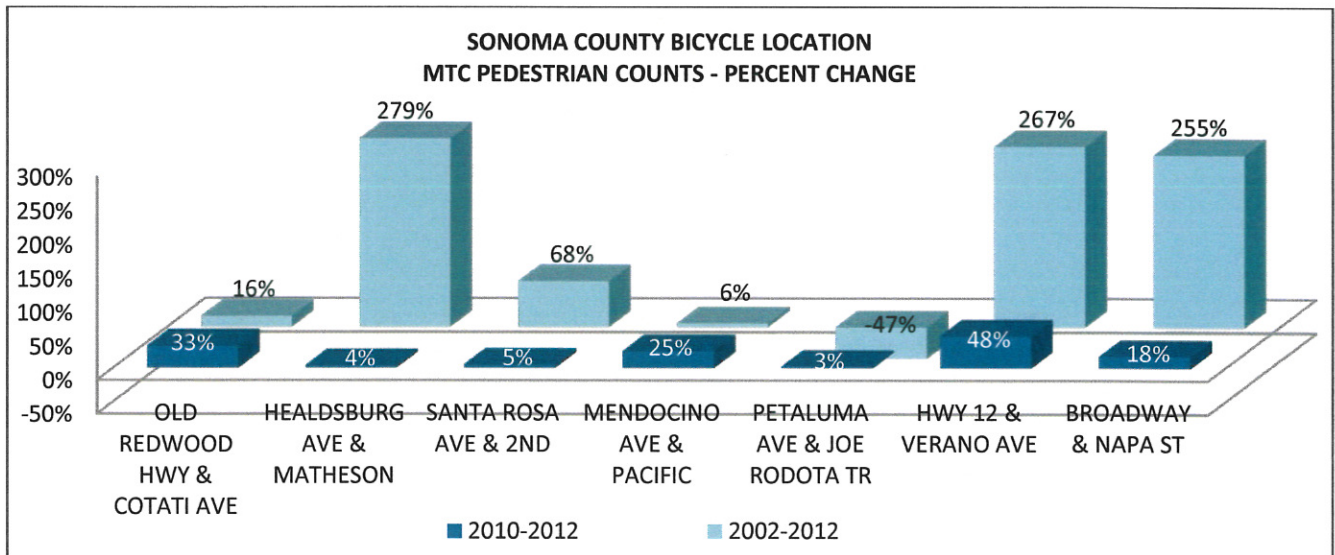 SONOMA COUNTY BICYCLE LOCATION
MTC PEDESTRIAN COUNTS - PERCENT CHANGE
279%
267%
255%
300%
250%
200%
150%
100%
50%
0%
-50%
16%
68%
6%
-47%
33%
4%
5%
25%
3%
48%
18%
OLD
REDWOOD
HWY &
COTATI AVE
HEALDSBURG
AVE &
MATHESON
SANTA ROSA
AVE & 2ND
MENDOCINO
AVE &
PACIFIC
PETALUMA
AVE & JOE
RODOTA TR
HWY 12 &
VERANO AVE
BROADWAY
& NAPA ST
2010-2012
2002-2012